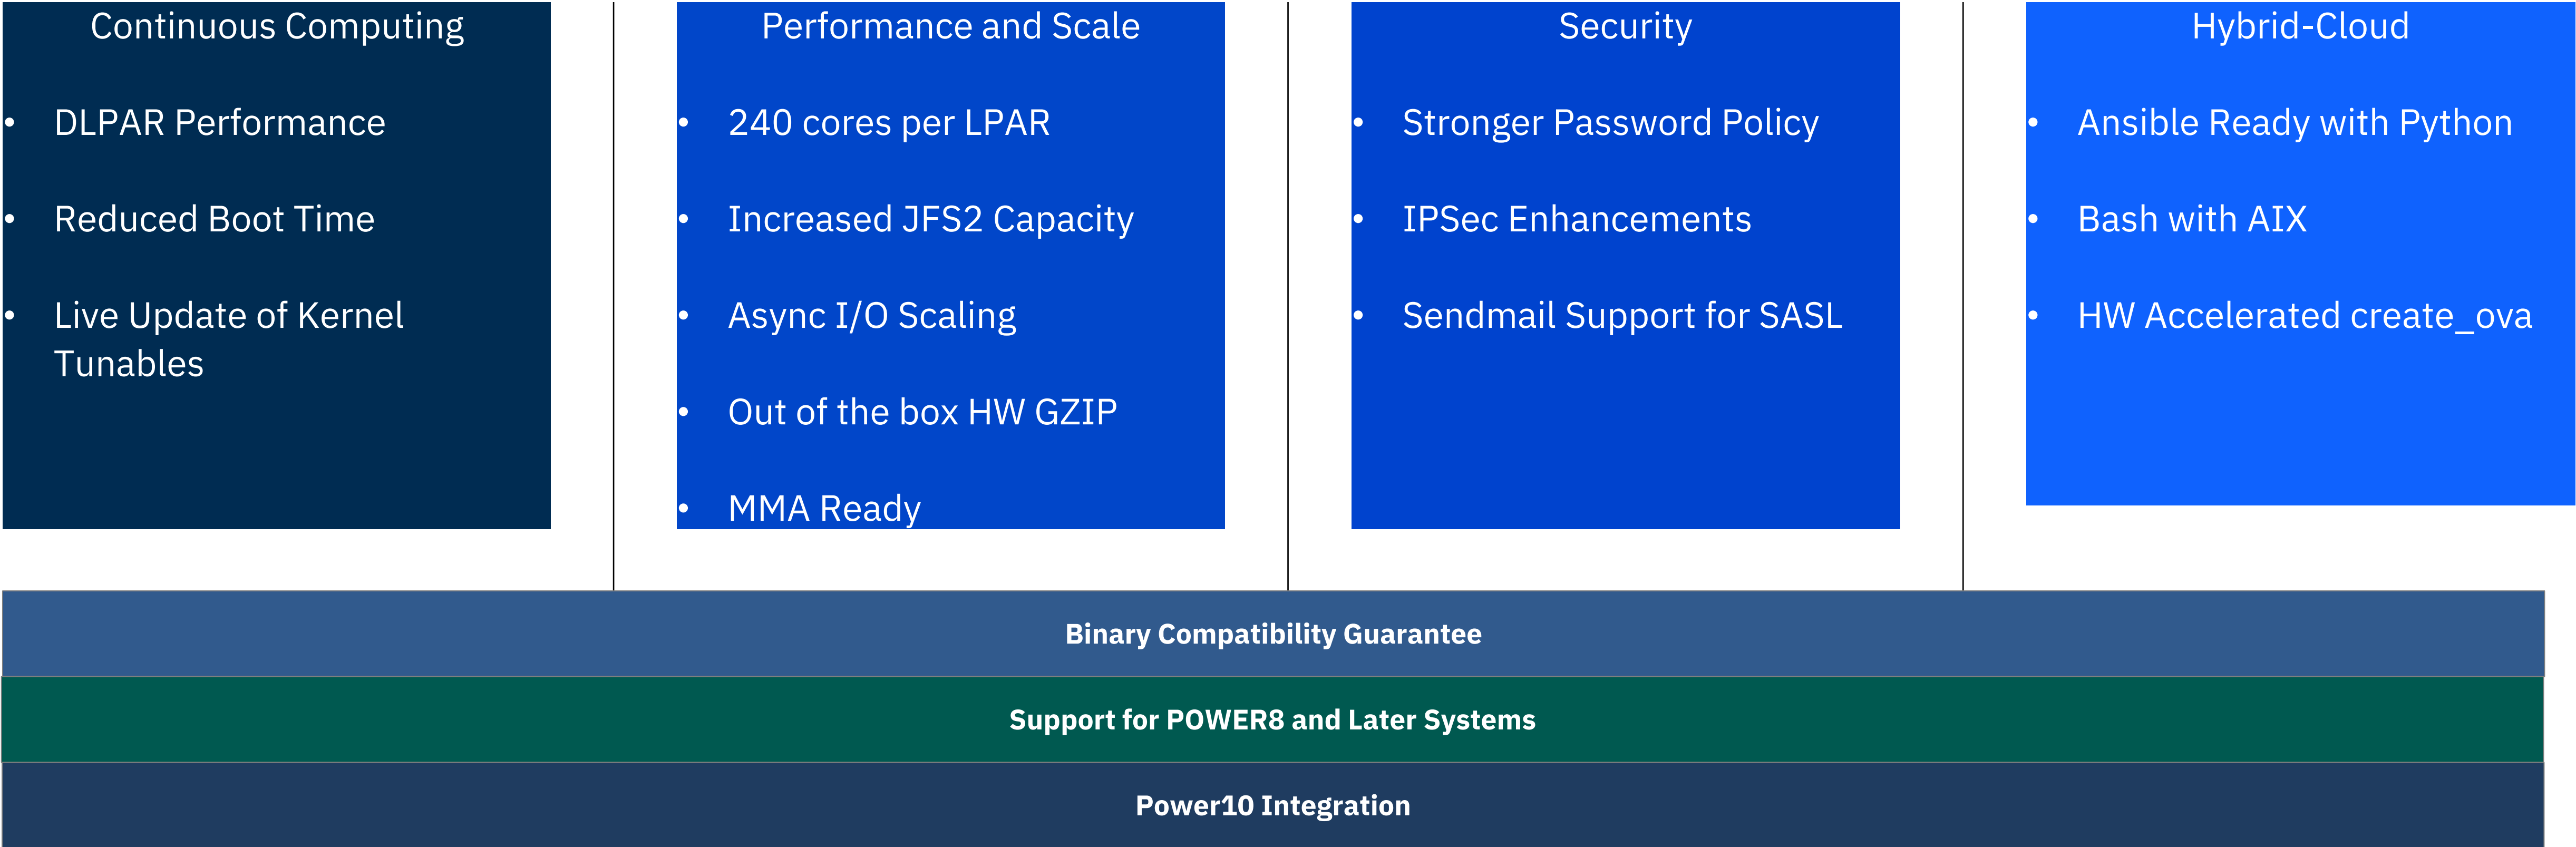 Continuous Computing
• DLPAR Performance
• Reduced Boot Time
• Live Update of Kernel
Tunables
Performance and Scale
• 240 cores per LPAR
• Increased JFS2 Capacity
• Async I/O Scaling
• Out of the box HW GZIP
• MMA Ready
Security
• Stronger Password Policy
• IPSec Enhancements
• Sendmail Support for SASL
Hybrid-Cloud
• Ansible Ready with Python
• Bash with AIX
• HW Accelerated create_ova
Binary Compatibility Guarantee
Support for POWER8 and Later Systems
Power10 Integration